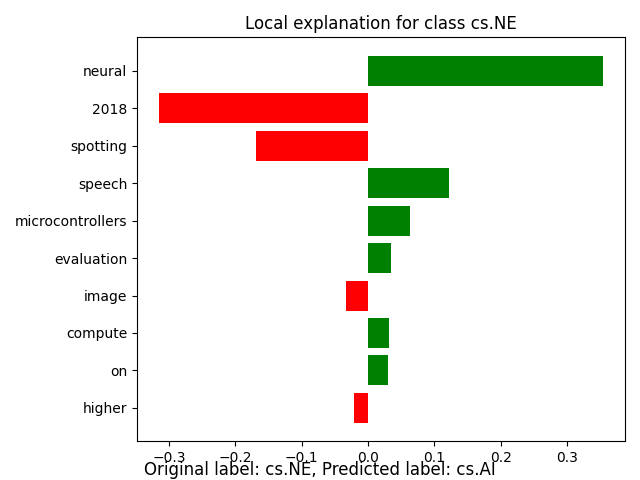 Local explanation for class cs.NE
neural
2018
spotting
speech
microcontrollers
evaluation
image
compute
on
higher
−0.3 −0.2 −0.1 0.0 0.1 0.2 0.3
Original label: cs.NE, Predicted label: cs.AI